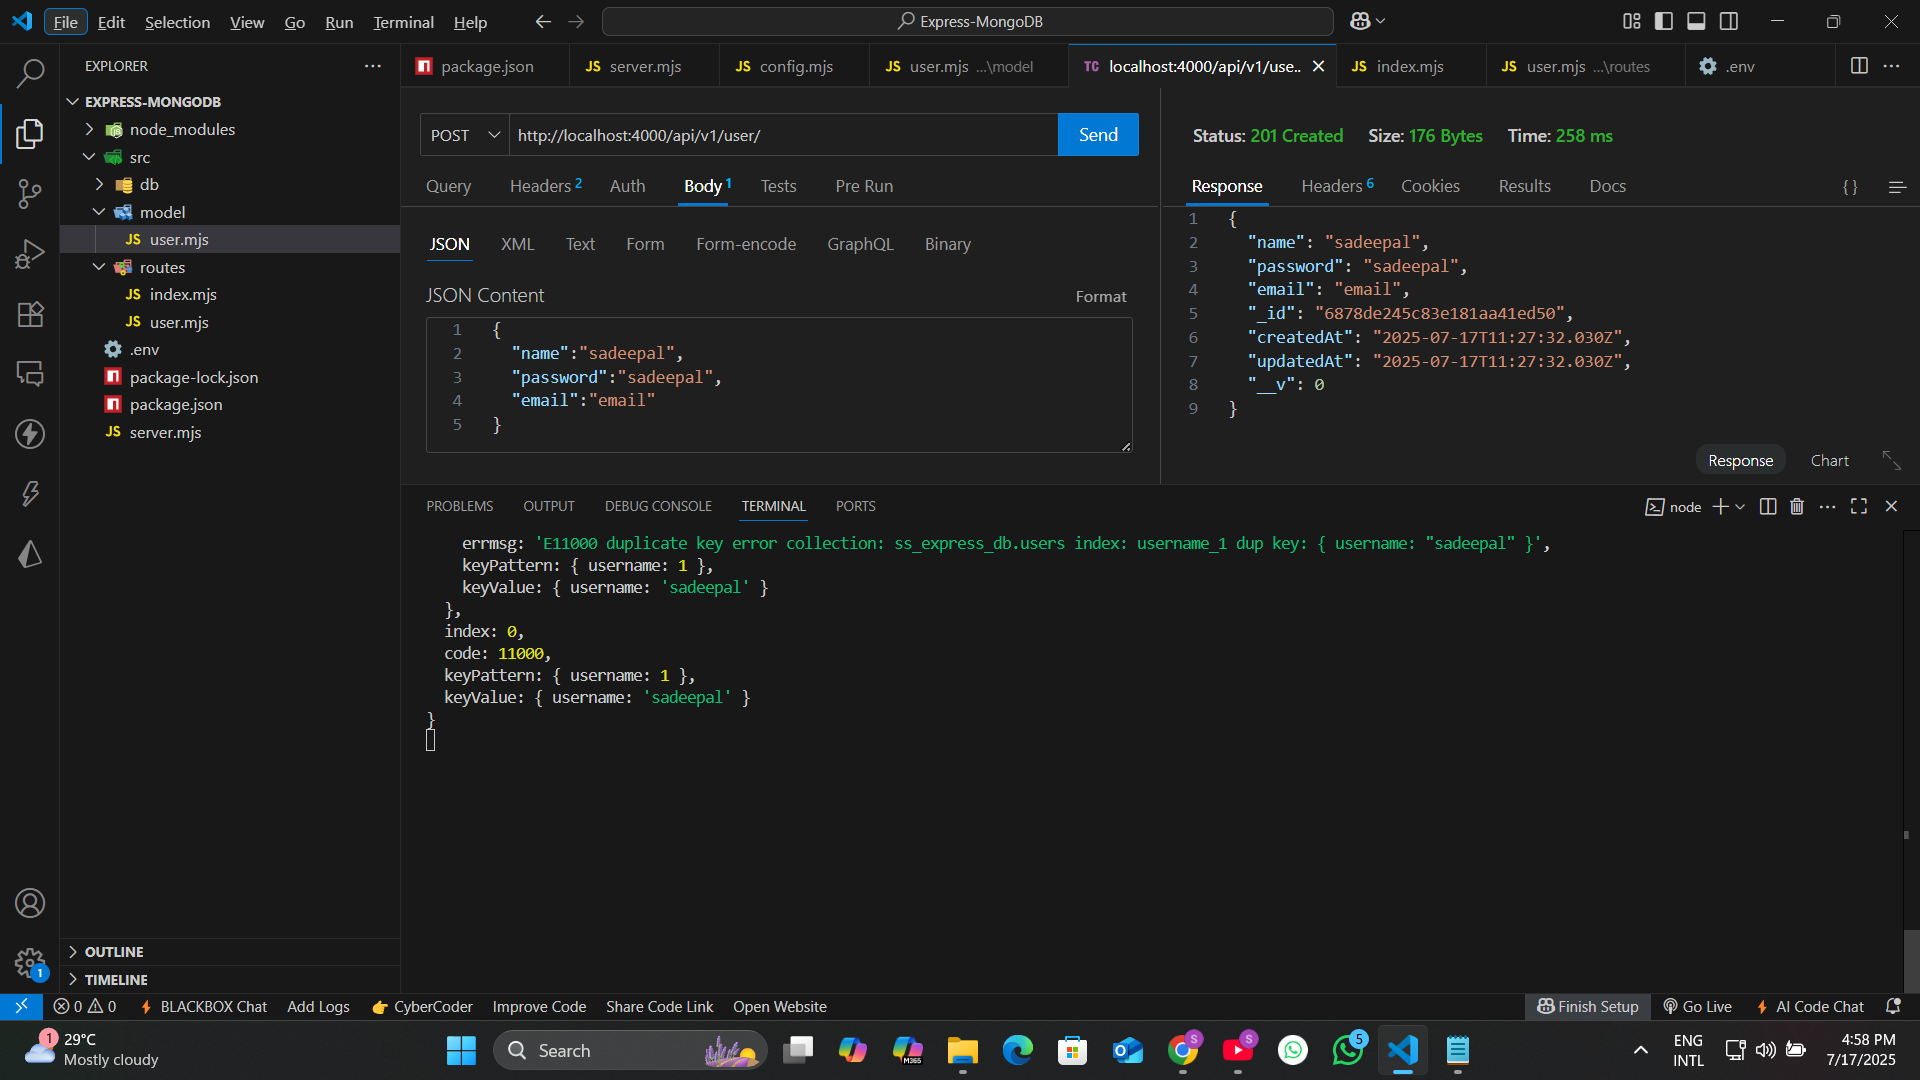 File Edit Selection View Go Run Terminal Help
Express-MongoDB
EXPLORER
EXPRESS-MONGODB
node_modules
src
db
model
user.mjs
routes
index.mjs
user.mjs
.env
package-lock.json
package.json
server.mjs
OUTLINE
TIMELINE
package.json
JS server.mjs
JS config.mjs
JS user.mjs ...\model
TC localhost:4000/api/v1/use..
JS index.mjs
JS user.mjs ...\routes
.env
POST http://localhost:4000/api/v1/user/ Send
Query Headers 2 Auth Body 1 Tests Pre Run
JSON XML Text Form Form-encode GraphQL Binary
JSON Content Format
1 {
2 "name":"sadeepal",
3 "password":"sadeepal",
4 "email":"email"
5 }
Status: 201 Created Size: 176 Bytes Time: 258 ms
Response Headers 6 Cookies Results Docs {}
1 {
2 "name": "sadeepal",
3 "password": "sadeepal",
4 "email": "email",
5 "_id": "6878de245c83e181aa41ed50",
6 "createdAt": "2025-07-17T11:27:32.030Z",
7 "updatedAt": "2025-07-17T11:27:32.030Z",
8 "__v": 0
9 }
Response Chart
PROBLEMS OUTPUT DEBUG CONSOLE TERMINAL PORTS node
errmsg: 'E11000 duplicate key error collection: ss_express_db.users index: username_1 dup key: { username: "sadeepal" }',
keyPattern: { username: 1 },
keyValue: { username: 'sadeepal' }
},
index: 0,
code: 11000,
keyPattern: { username: 1 },
keyValue: { username: 'sadeepal' }
}
1
0 0 BLACKBOX Chat Add Logs CyberCoder Improve Code Share Code Link Open Website Finish Setup Go Live AI Code Chat
1 29°C
Mostly cloudy
Search
M365
S
S
5
ENG
INTL
4:58 PM
7/17/2025